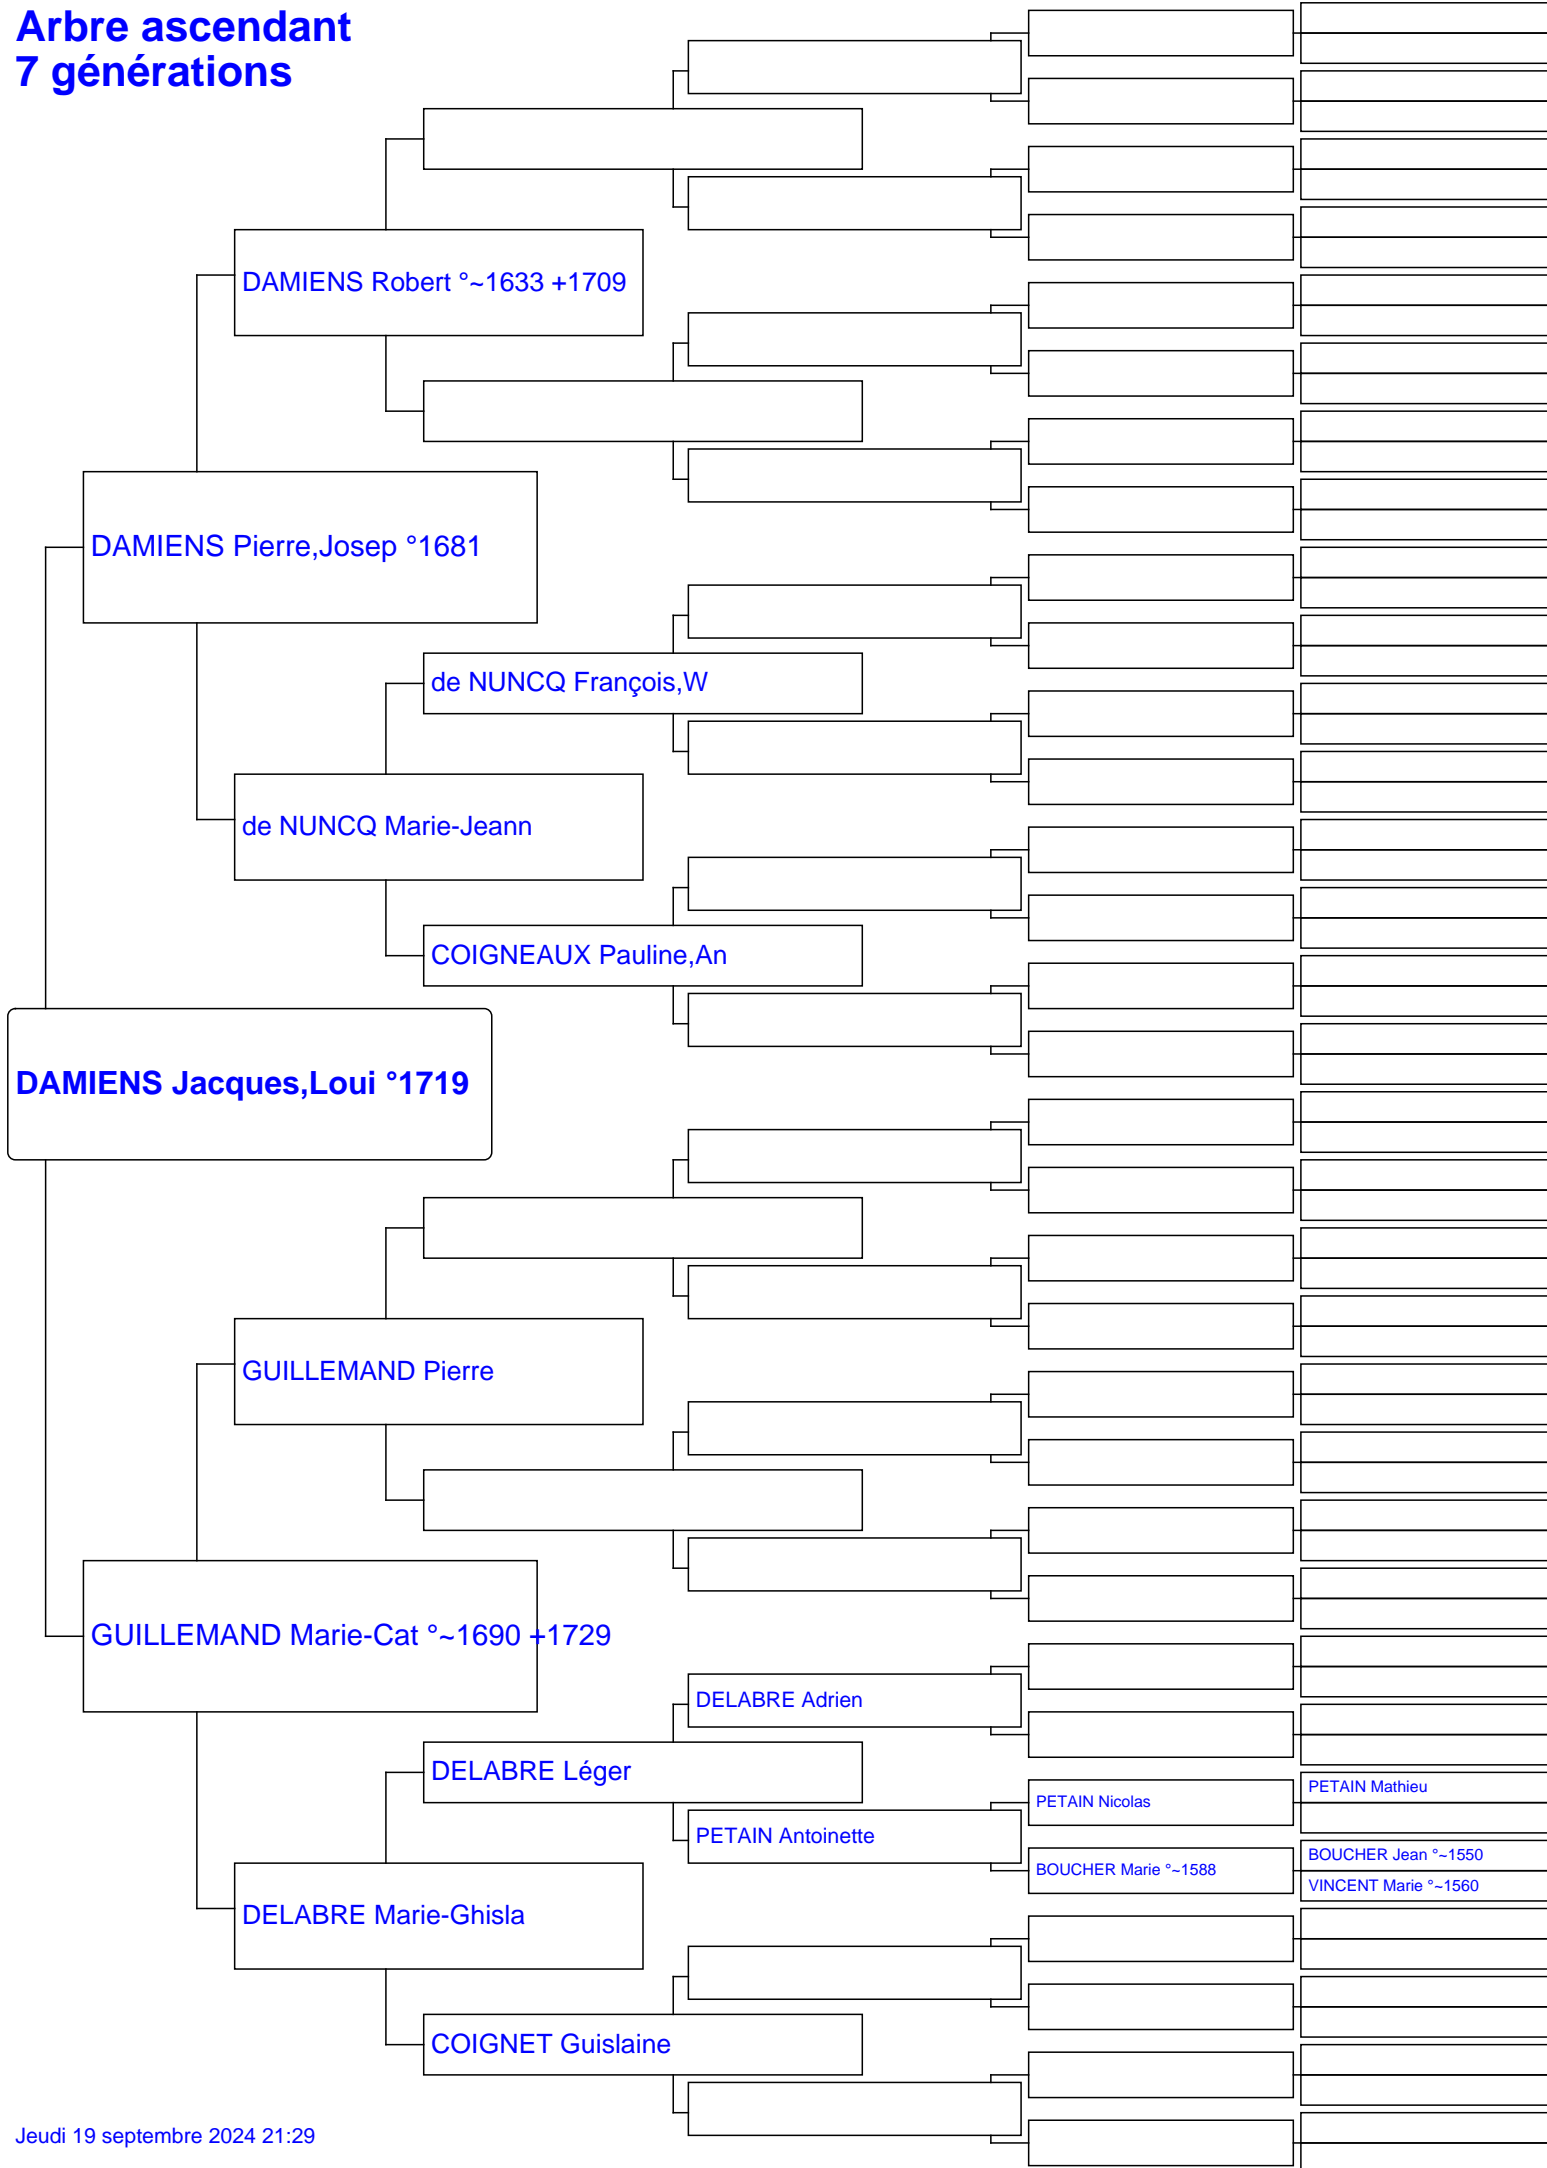 Arbre ascendant
7 générations
DAMIENS Robert °~1633 +1709
DAMIENS Pierre,Josep °1681
de NUNCQ François,W
de NUNCQ Marie-Jeann
COIGNEAUX Pauline,An
DAMIENS Jacques,Loui °1719
GUILLEMAND Pierre
GUILLEMAND Marie-Cat °~1690 +1729
DELABRE Adrien
DELABRE Léger
PETAIN Mathieu
PETAIN Nicolas
PETAIN Antoinette
BOUCHER Jean °~1550
BOUCHER Marie °~1588
VINCENT Marie °~1560
DELABRE Marie-Ghisla
COIGNET Guislaine
Jeudi 19 septembre 2024 21:29